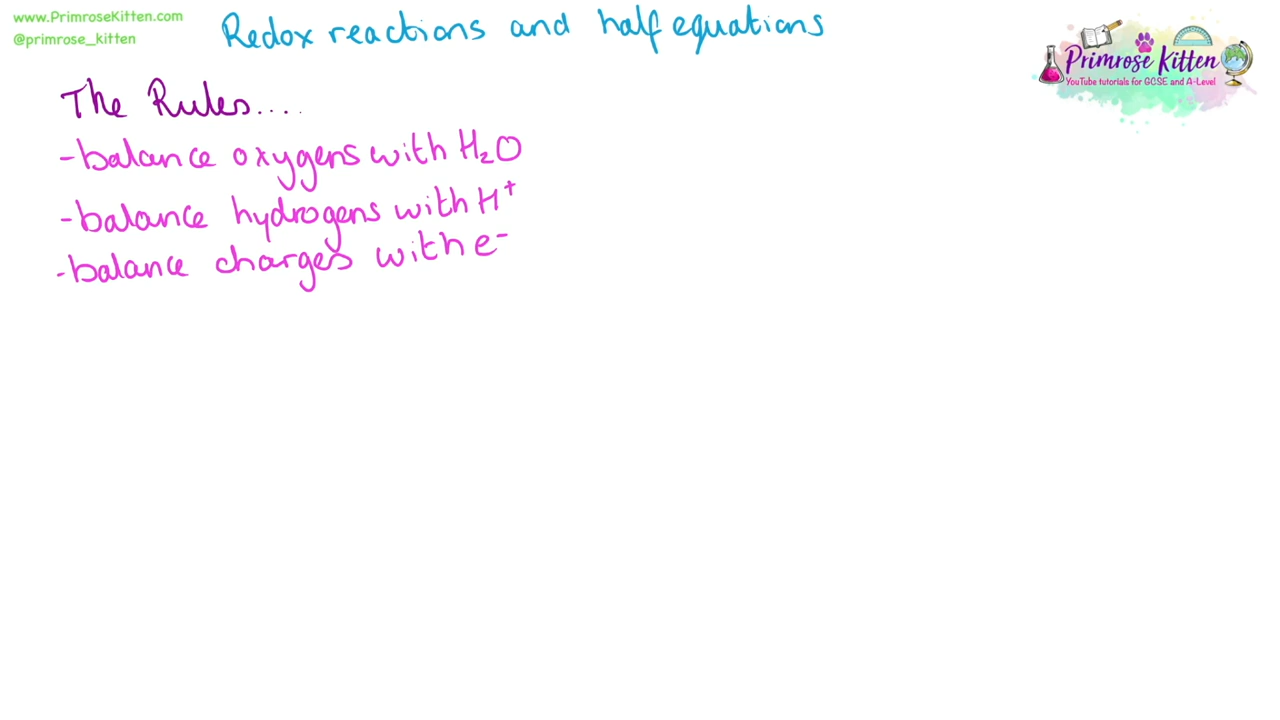 www.PrimroseKitten.com
@primrose_kitten
Redox reactions and half equations
Primrose Kitten
YouTube tutorials for GCSE and A-Level
The Rules....
-balance oxygens with H₂O
-balance hydrogens with H⁺
-balance charges with e⁻